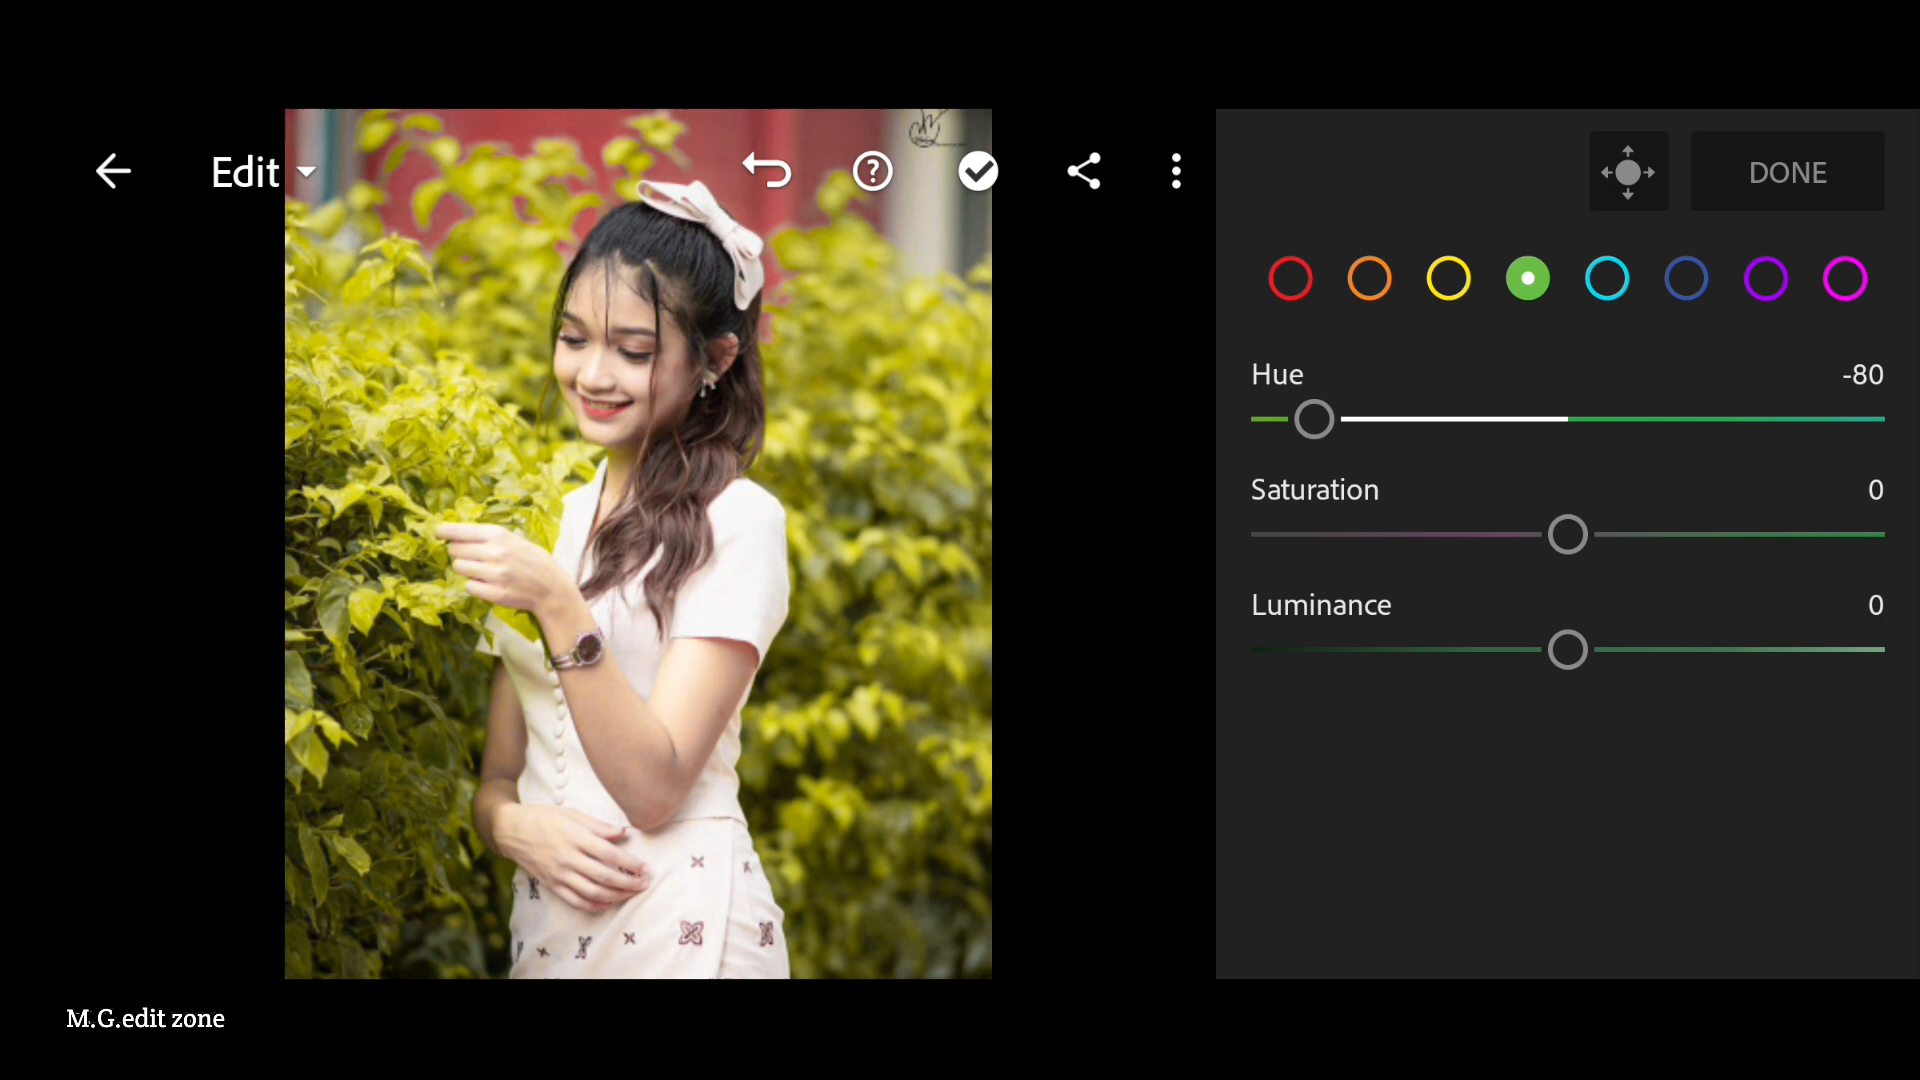 Edit
DONE
Hue -80
Saturation 0
Luminance 0
M.G.edit zone